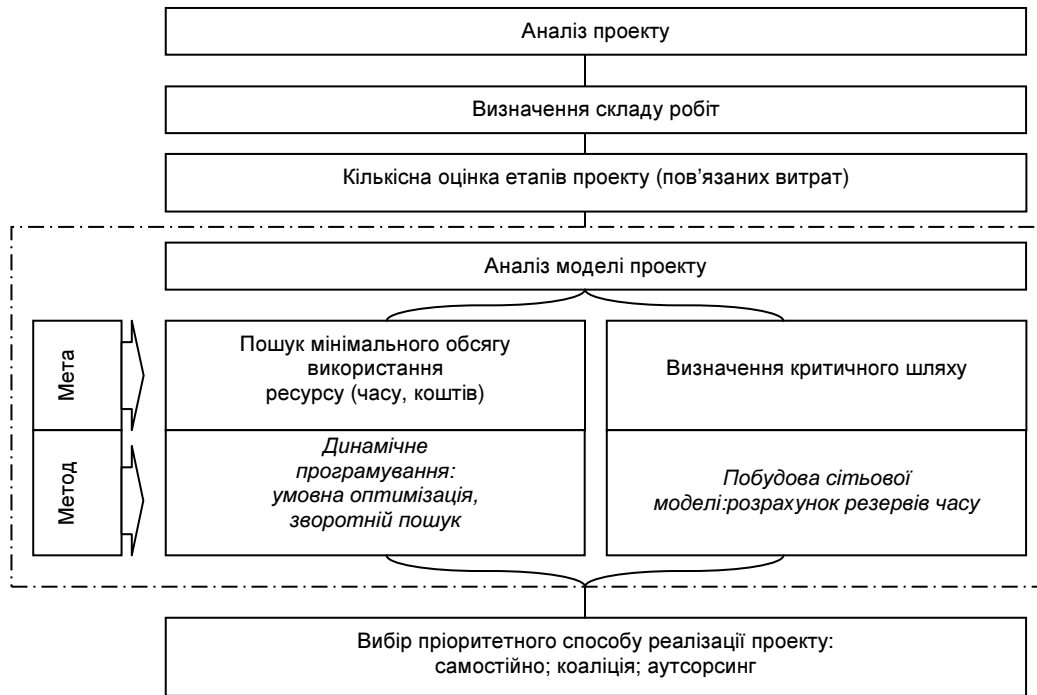 Аналіз проекту
Визначення складу робіт
Кількісна оцінка етапів проекту (пов’язаних витрат)
Аналіз моделі проекту
Мета
Пошук мінімального обсягу
використання
ресурсу (часу, коштів)
Визначення критичного шляху
Метод
Динамічне
програмування:
умовна оптимізація,
зворотній пошук
Побудова сітьової
моделі:розрахунок резервів часу
Вибір пріоритетного способу реалізації проекту:
самостійно; коаліція; аутсорсинг